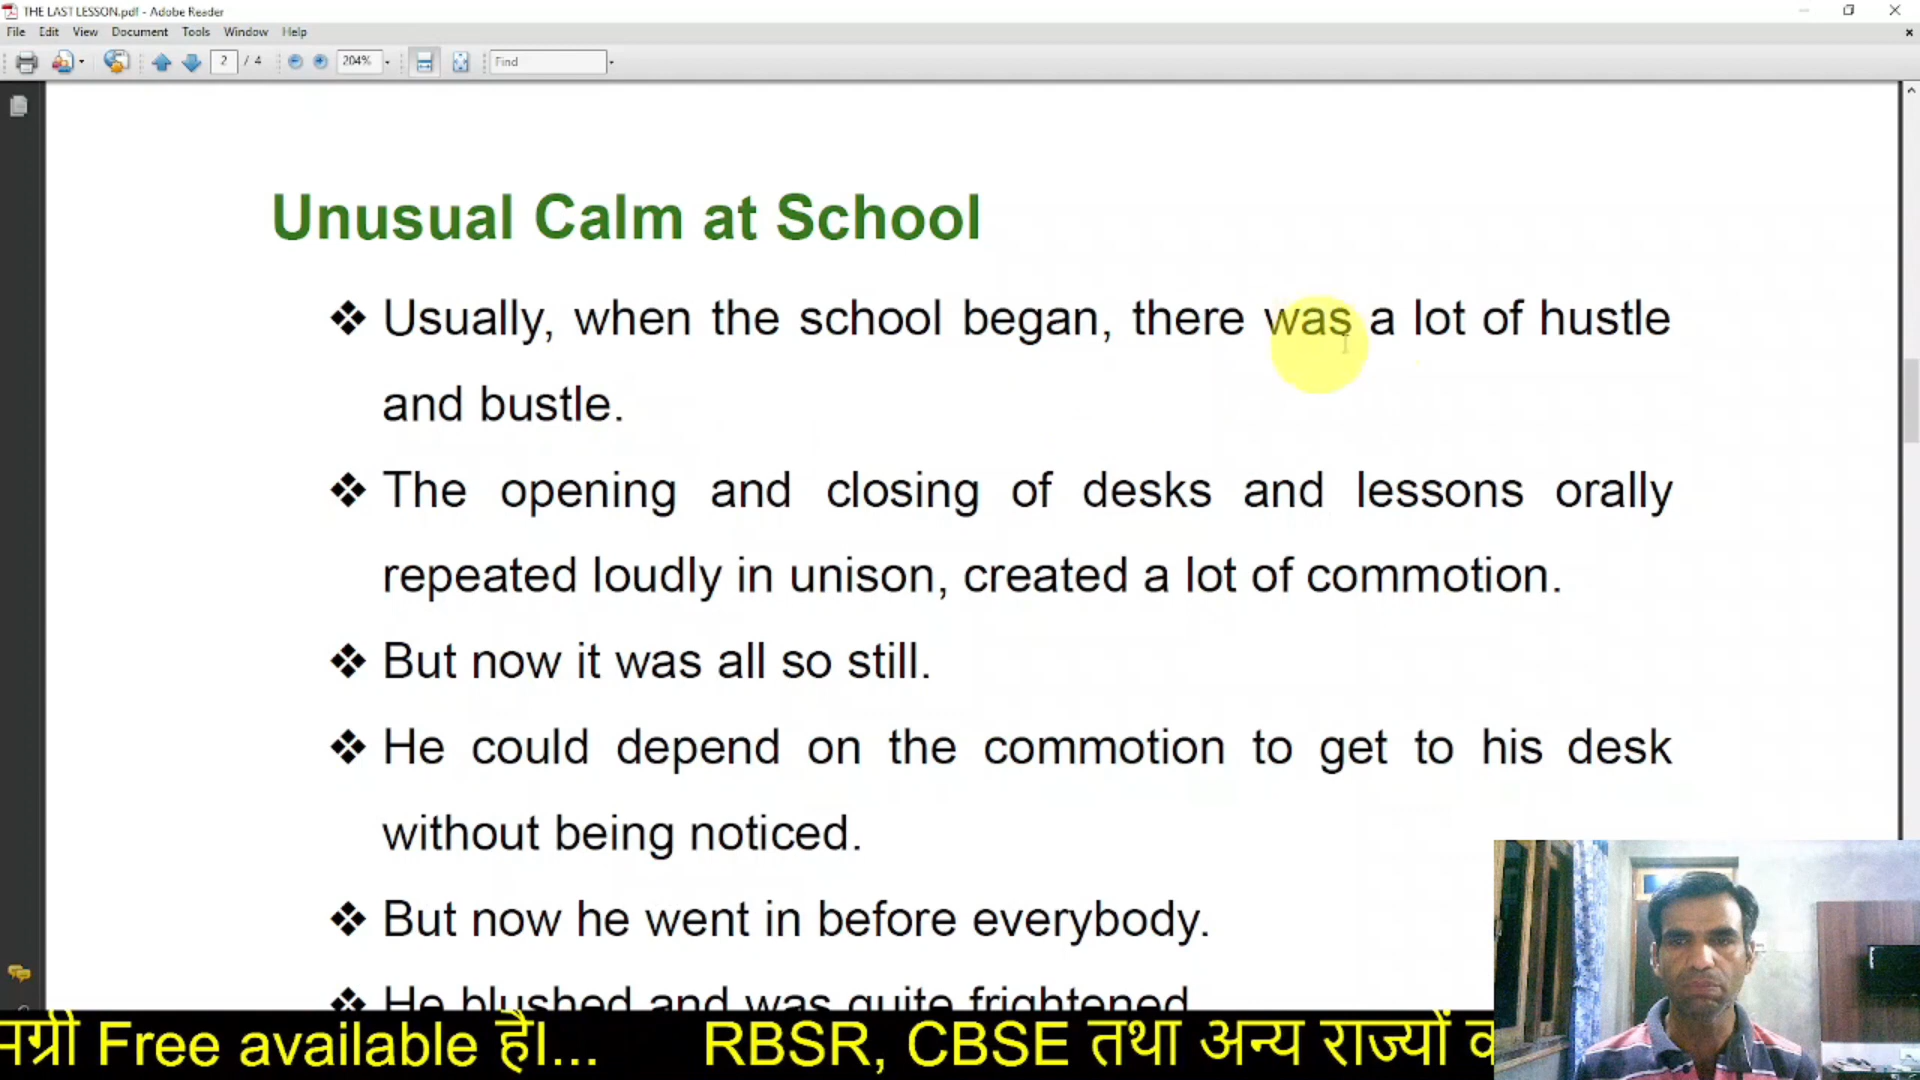 THE LAST LESSON.pdf - Adobe Reader
File Edit View Document Tools Window Help
2 / 4 204% Find
Unusual Calm at School
❖ Usually, when the school began, there was a lot of hustle
and bustle.
❖ The opening and closing of desks and lessons orally
repeated loudly in unison, created a lot of commotion.
❖ But now it was all so still.
❖ He could depend on the commotion to get to his desk
without being noticed.
❖ But now he went in before everybody.
❖ He blushed and was quite frightened
मग्री Free available है।... RBSR, CBSE तथा अन्य राज्यों